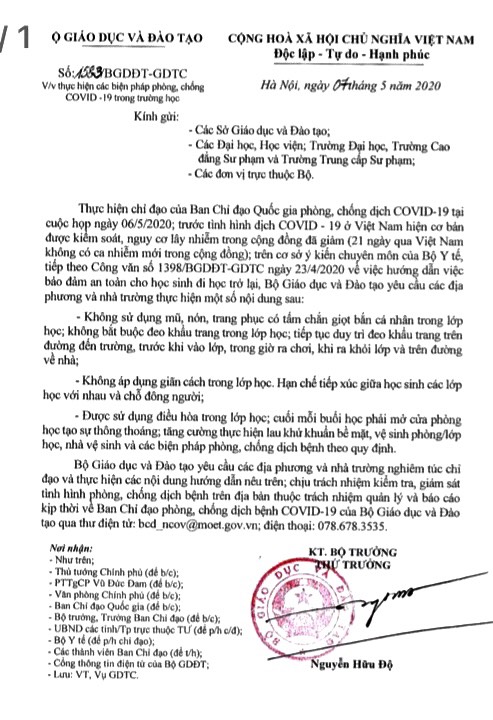 / 1
Ộ GIÁO DỤC VÀ ĐÀO TẠO
CỘNG HOÀ XÃ HỘI CHỦ NGHĨA VIỆT NAM
Độc lập - Tự do - Hạnh phúc
Số: 1583/BGDĐT-GDTC
V/v thực hiện các biện pháp phòng, chống
COVID -19 trong trường học
Hà Nội, ngày 07 tháng 5 năm 2020
Kính gửi:
- Các Sở Giáo dục và Đào tạo;
- Các Đại học, Học viện; Trường Đại học, Trường Cao
đẳng Sư phạm và Trường Trung cấp Sư phạm;
- Các đơn vị trực thuộc Bộ.
Thực hiện chỉ đạo của Ban Chỉ đạo Quốc gia phòng, chống dịch COVID-19 tại
cuộc họp ngày 06/5/2020; trước tình hình dịch COVID - 19 ở Việt Nam hiện cơ bản
được kiểm soát, nguy cơ lây nhiễm trong cộng đồng đã giảm (21 ngày qua Việt Nam
không có ca nhiễm mới trong cộng đồng); trên cơ sở ý kiến chuyên môn của Bộ Y tế,
tiếp theo Công văn số 1398/BGDĐT-GDTC ngày 23/4/2020 về việc hướng dẫn việc
bảo đảm an toàn cho học sinh đi học trở lại, Bộ Giáo dục và Đào tạo yêu cầu các địa
phương và nhà trường thực hiện một số nội dung sau:
- Không sử dụng mũ, nón, trang phục có tấm chắn giọt bắn cá nhân trong lớp
học; không bắt buộc đeo khẩu trang trong lớp học; tiếp tục duy trì đeo khẩu trang trên
đường đến trường, trước khi vào lớp, trong giờ ra chơi, khi ra khỏi lớp và trên đường
về nhà;
- Không áp dụng giãn cách trong lớp học. Hạn chế tiếp xúc giữa học sinh các lớp
học với nhau và chỗ đông người;
- Được sử dụng điều hòa trong lớp học; cuối mỗi buổi học phải mở cửa phòng
học tạo sự thông thoáng; tăng cường thực hiện lau khử khuẩn bề mặt, vệ sinh phòng/lớp
học, nhà vệ sinh và các biện pháp phòng, chống dịch bệnh theo quy định.
Bộ Giáo dục và Đào tạo yêu cầu các địa phương và nhà trường nghiêm túc chỉ
đạo và thực hiện các nội dung hướng dẫn nêu trên; chịu trách nhiệm kiểm tra, giám sát
tình hình phòng, chống dịch bệnh trên địa bàn thuộc trách nhiệm quản lý và báo cáo
kịp thời về Ban Chỉ đạo phòng, chống dịch bệnh COVID-19 của Bộ Giáo dục và Đào
tạo qua thư điện tử: bcd_ncov@moet.gov.vn; điện thoại: 078.678.3535.
Nơi nhận:
- Như trên;
- Thủ tướng Chính phủ (để b/c);
- PTTgCP Vũ Đức Đam (để b/c);
- Văn phòng Chính phủ (để b/c);
- Ban Chỉ đạo Quốc gia (để b/c);
- Bộ trưởng, Trưởng Ban Chỉ đạo (để b/c);
- UBND các tỉnh/Tp trực thuộc TƯ (để p/h c/đ);
- Bộ Y tế (để p/h chỉ đạo);
- Các thành viên Ban Chỉ đạo (để t/h);
- Cổng thông tin điện tử của Bộ GDĐT;
- Lưu: VT, Vụ GDTC.
KT. BỘ TRƯỞNG
THỨ TRƯỞNG
BỘ GIÁO DỤC VÀ ĐÀO TẠO
Nguyễn Hữu Độ